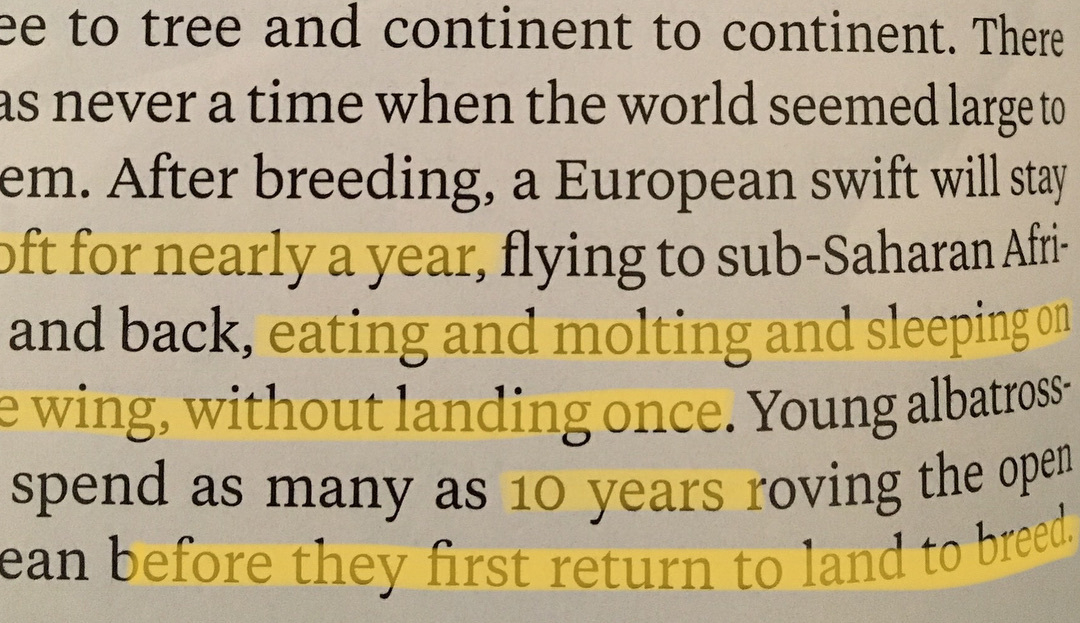 ee to tree and continent to continent. There
as never a time when the world seemed large to
em. After breeding, a European swift will stay
oft for nearly a year, flying to sub-Saharan Afri-
and back, eating and molting and sleeping on
e wing, without landing once. Young albatross-
spend as many as 10 years roving the open
ean before they first return to land to breed.